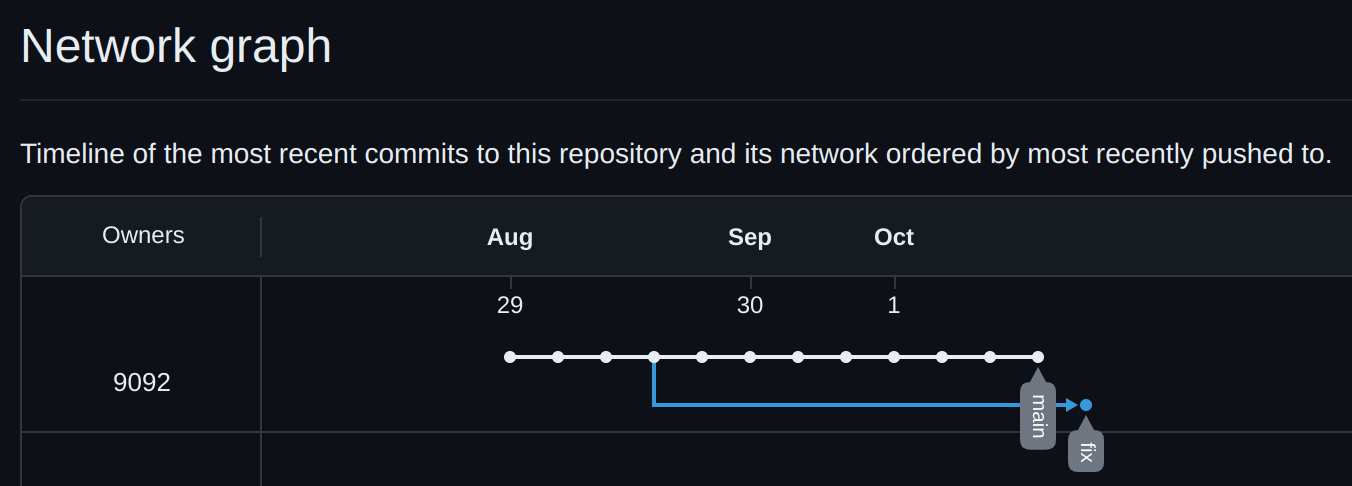 Network graph
Timeline of the most recent commits to this repository and its network ordered by most recently pushed to.
Owners Aug Sep Oct
29 30 1
9092
main
fix